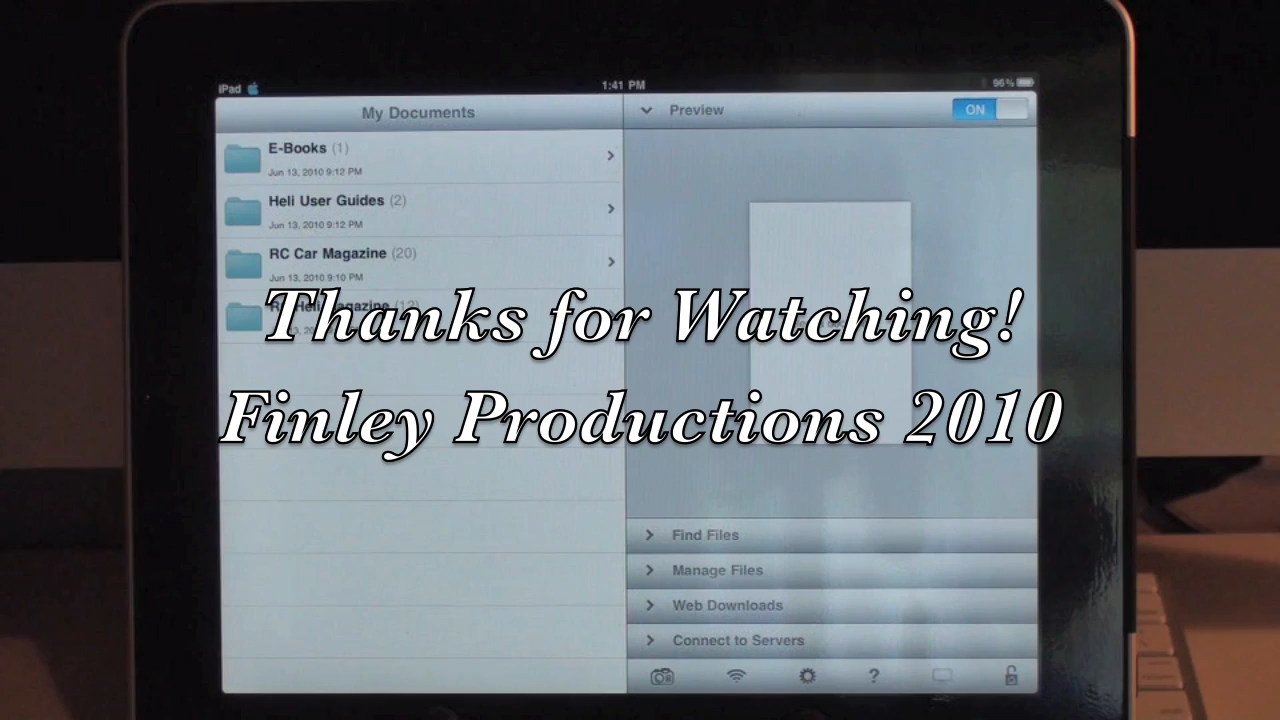 iPad
1:41 PM
96%
My Documents
Preview
ON
E-Books (1)
Jun 13, 2010 9:12 PM
Heli User Guides (2)
Jun 13, 2010 9:12 PM
RC Car Magazine (20)
Jun 13, 2010 9:10 PM
Thanks for Watching!
Finley Productions 2010
Find Files
Manage Files
Web Downloads
Connect to Servers
?